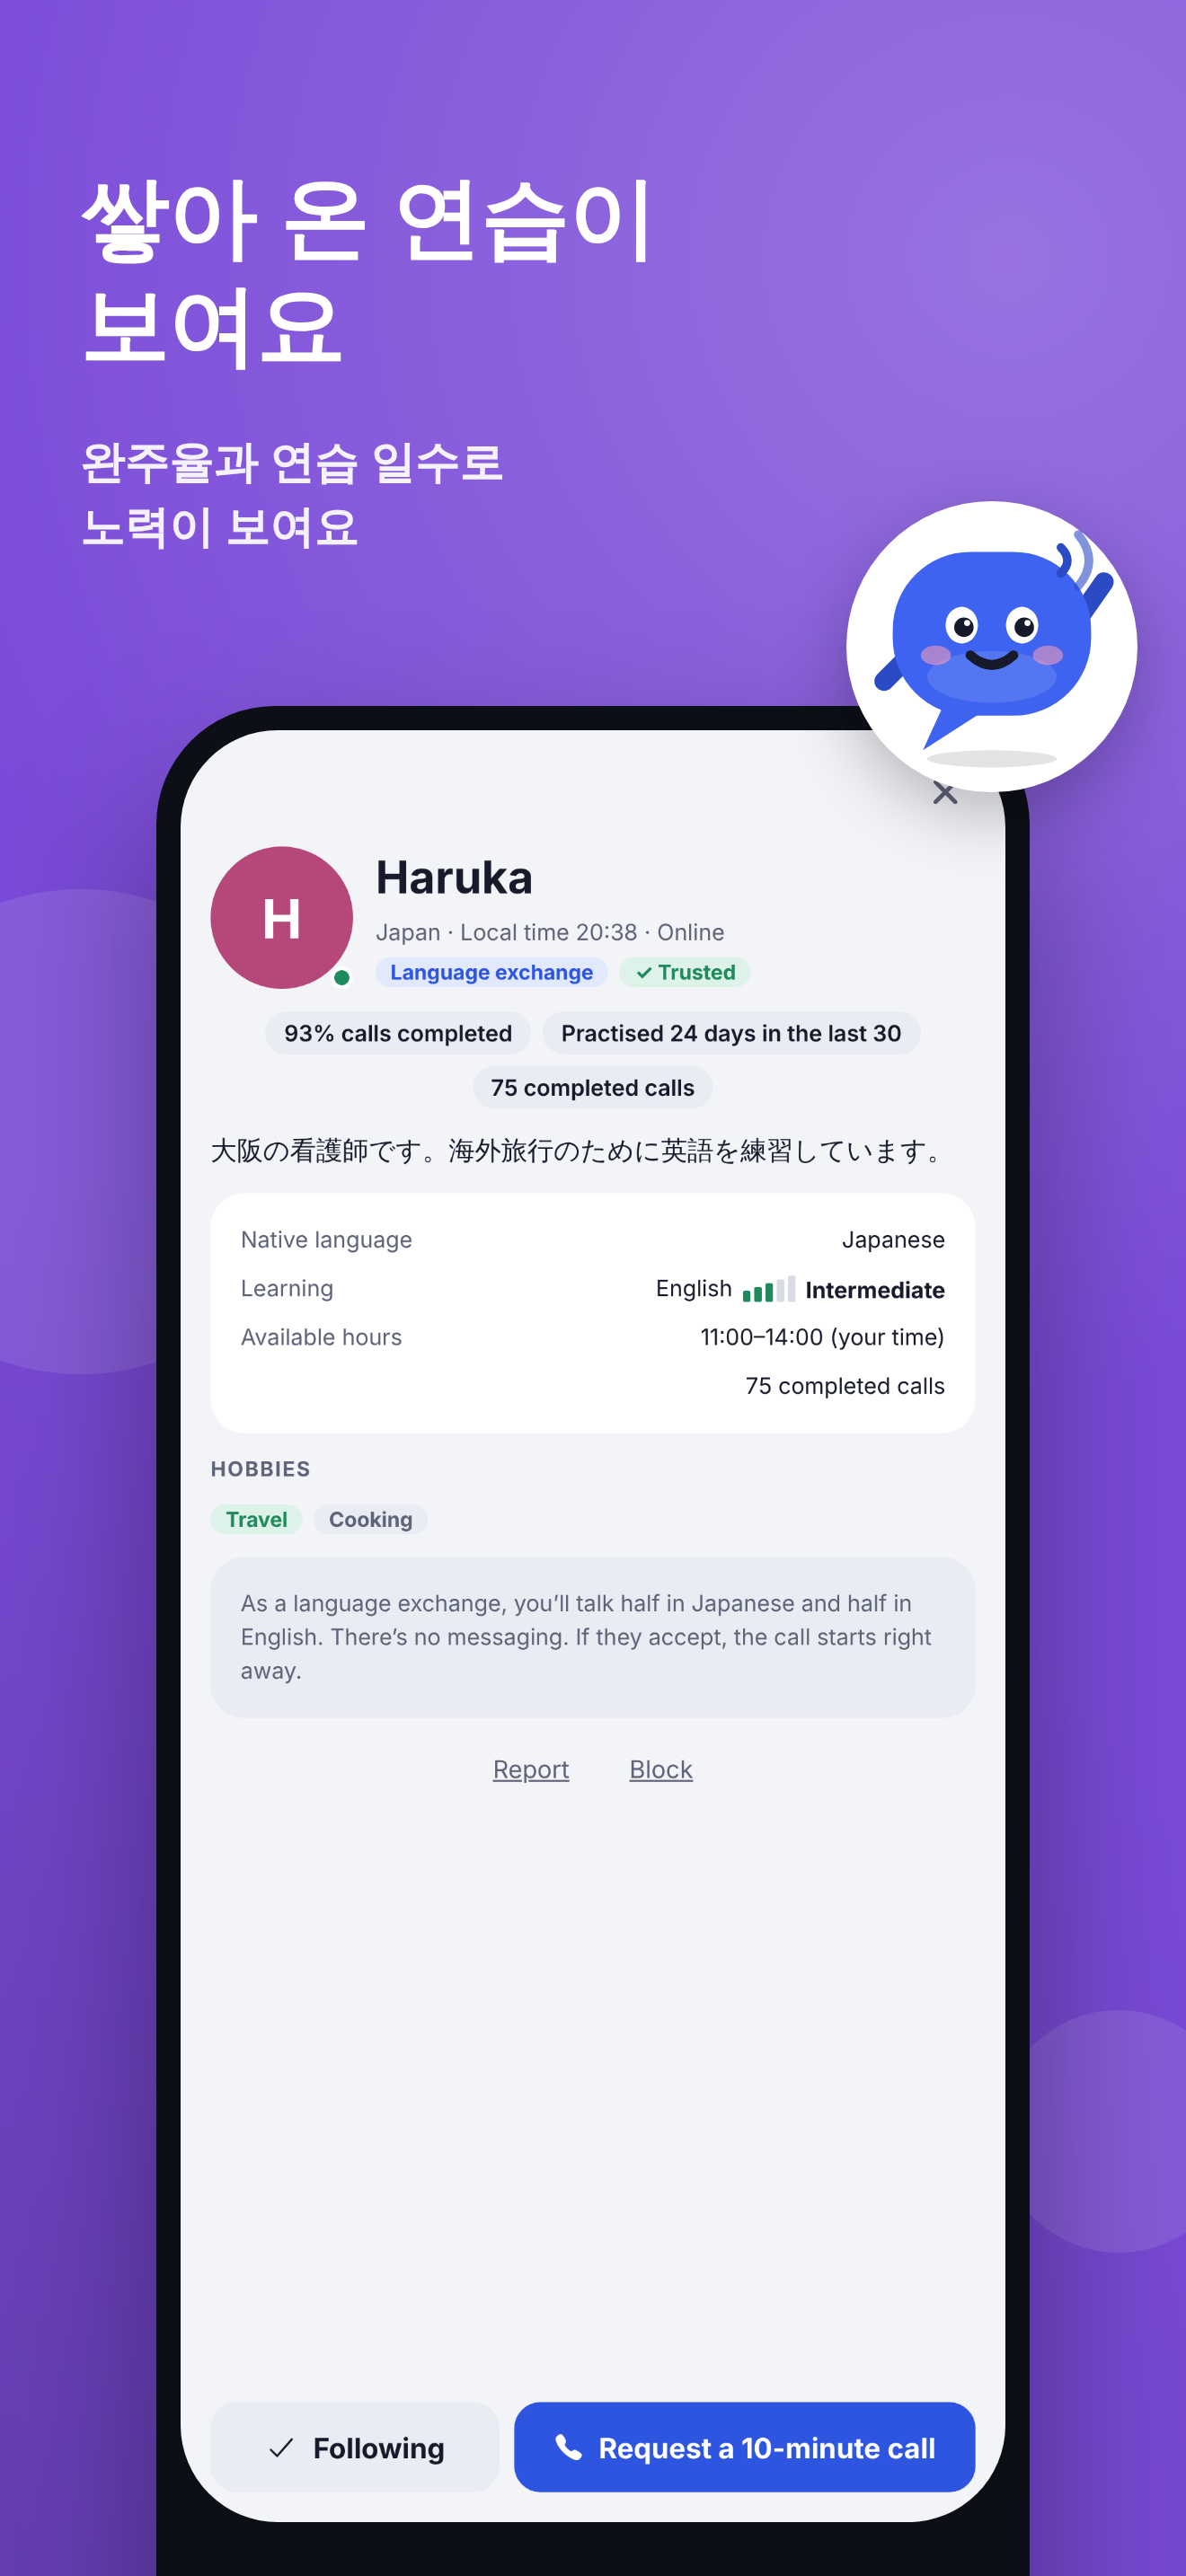 쌓아 온 연습이
보여요
완주율과 연습 일수로
노력이 보여요
H
Haruka
Japan · Local time 20:38 · Online
Language exchange
Trusted
93% calls completed
Practised 24 days in the last 30
75 completed calls
大阪の看護師です。海外旅行のために英語を練習しています。
Native language
Japanese
Learning
English
Intermediate
Available hours
11:00–14:00 (your time)
75 completed calls
HOBBIES
Travel
Cooking
As a language exchange, you’ll talk half in Japanese and half in
English. There’s no messaging. If they accept, the call starts right
away.
Report
Block
Following
Request a 10-minute call